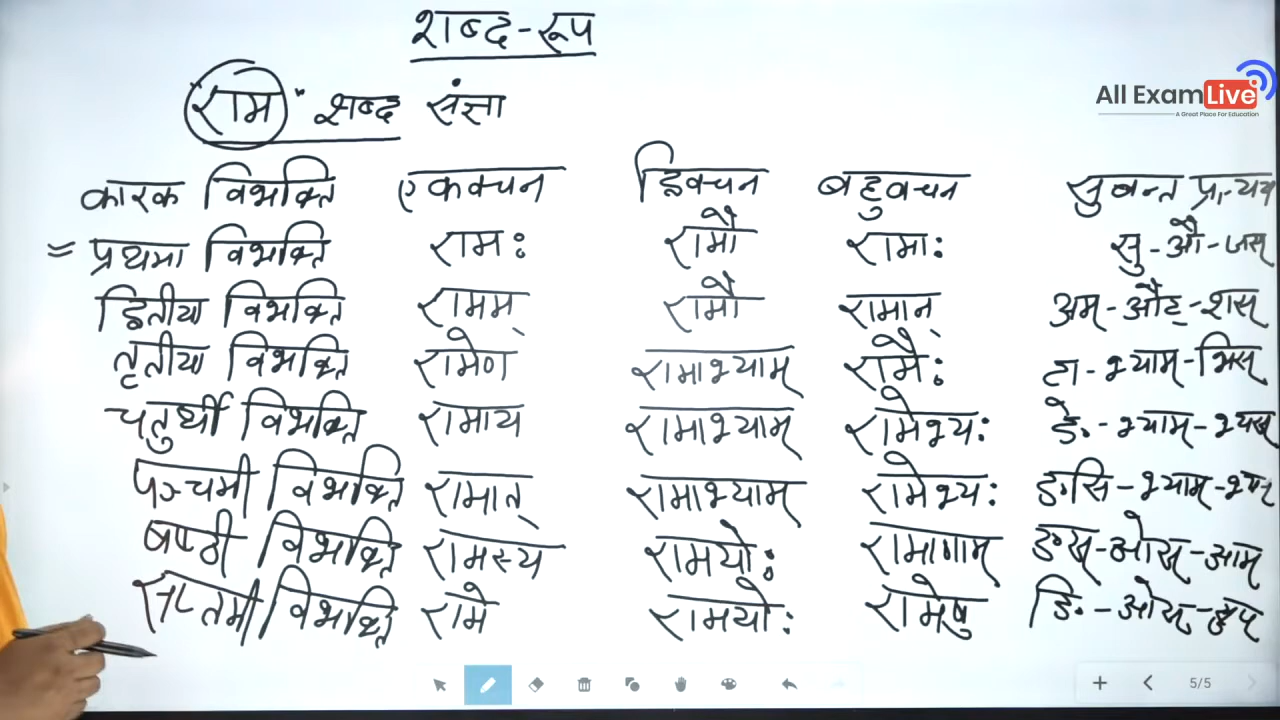 शब्द-रूप
All Exam Live
A Great Place For Education
राम" शब्द संज्ञा
कारक विभक्ति एकवचन द्विवचन बहुवचन सुबन्त प्रत्यय
= प्रथमा विभक्ति रामः रामौ रामाः सु-औ-जस्
द्वितीया विभक्ति रामम् रामौ रामान् अम्-औट्-शस्
तृतीया विभक्ति रामेण रामाभ्याम् रामैः टा-भ्याम्-भिस्
चतुर्थी विभक्ति रामाय रामाभ्याम् रामेभ्यः ङे-भ्याम्-भ्यस्
पञ्चमी विभक्ति रामात् रामाभ्याम् रामेभ्यः ङसि-भ्याम्-भ्यस्
षष्ठी विभक्ति रामस्य रामयोः रामाणाम् ङस्-ओस्-आम्
सप्तमी विभक्ति रामे रामयोः रामेषु ङि-ओस्-सुप्
5/5